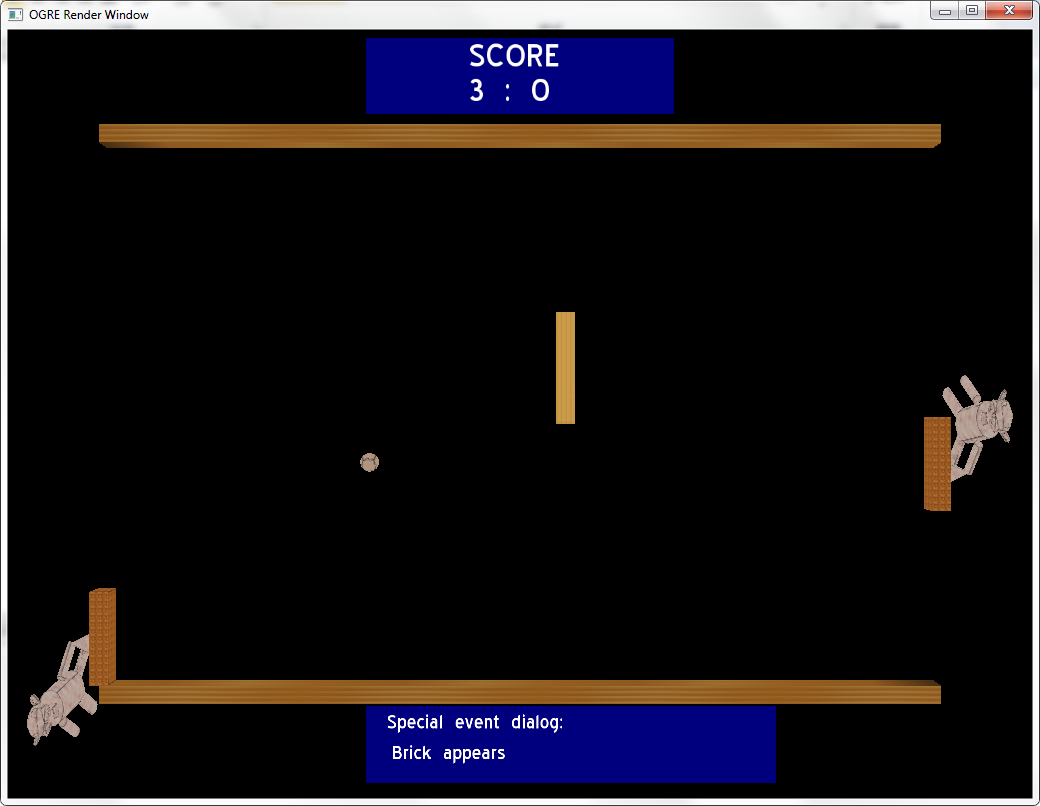 OGRE Render Window
SCORE
3 : 0
Special event dialog:
Brick appears